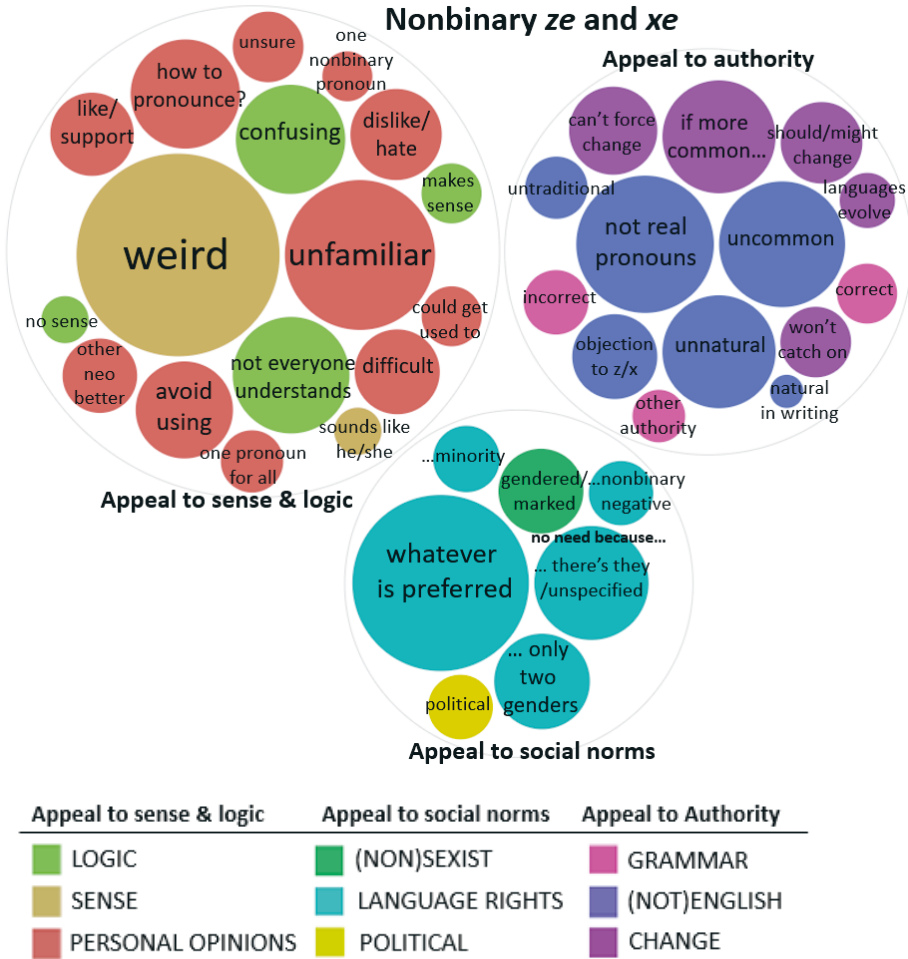 Nonbinary ze and xe
unsure
one
nonbinary
pronoun
how to
pronounce?
like/
support
confusing
dislike/
hate
makes
sense
weird
unfamiliar
no sense
could get
used to
other
neo
better
not everyone
understands
difficult
avoid
using
sounds like
he/she
one pronoun
for all
Appeal to sense & logic
Appeal to authority
can't force
change
if more
common...
should/might
change
untraditional
languages
evolve
not real
pronouns
uncommon
incorrect
correct
objection
to z/x
unnatural
won't
catch on
natural
in writing
other
authority
...minority
gendered/
marked
...nonbinary
negative
no need because...
whatever
is preferred
... there's they
/unspecified
... only
two
genders
political
Appeal to social norms
Appeal to sense & logic Appeal to social norms Appeal to Authority
LOGIC (NON)SEXIST GRAMMAR
SENSE LANGUAGE RIGHTS (NOT)ENGLISH
PERSONAL OPINIONS POLITICAL CHANGE